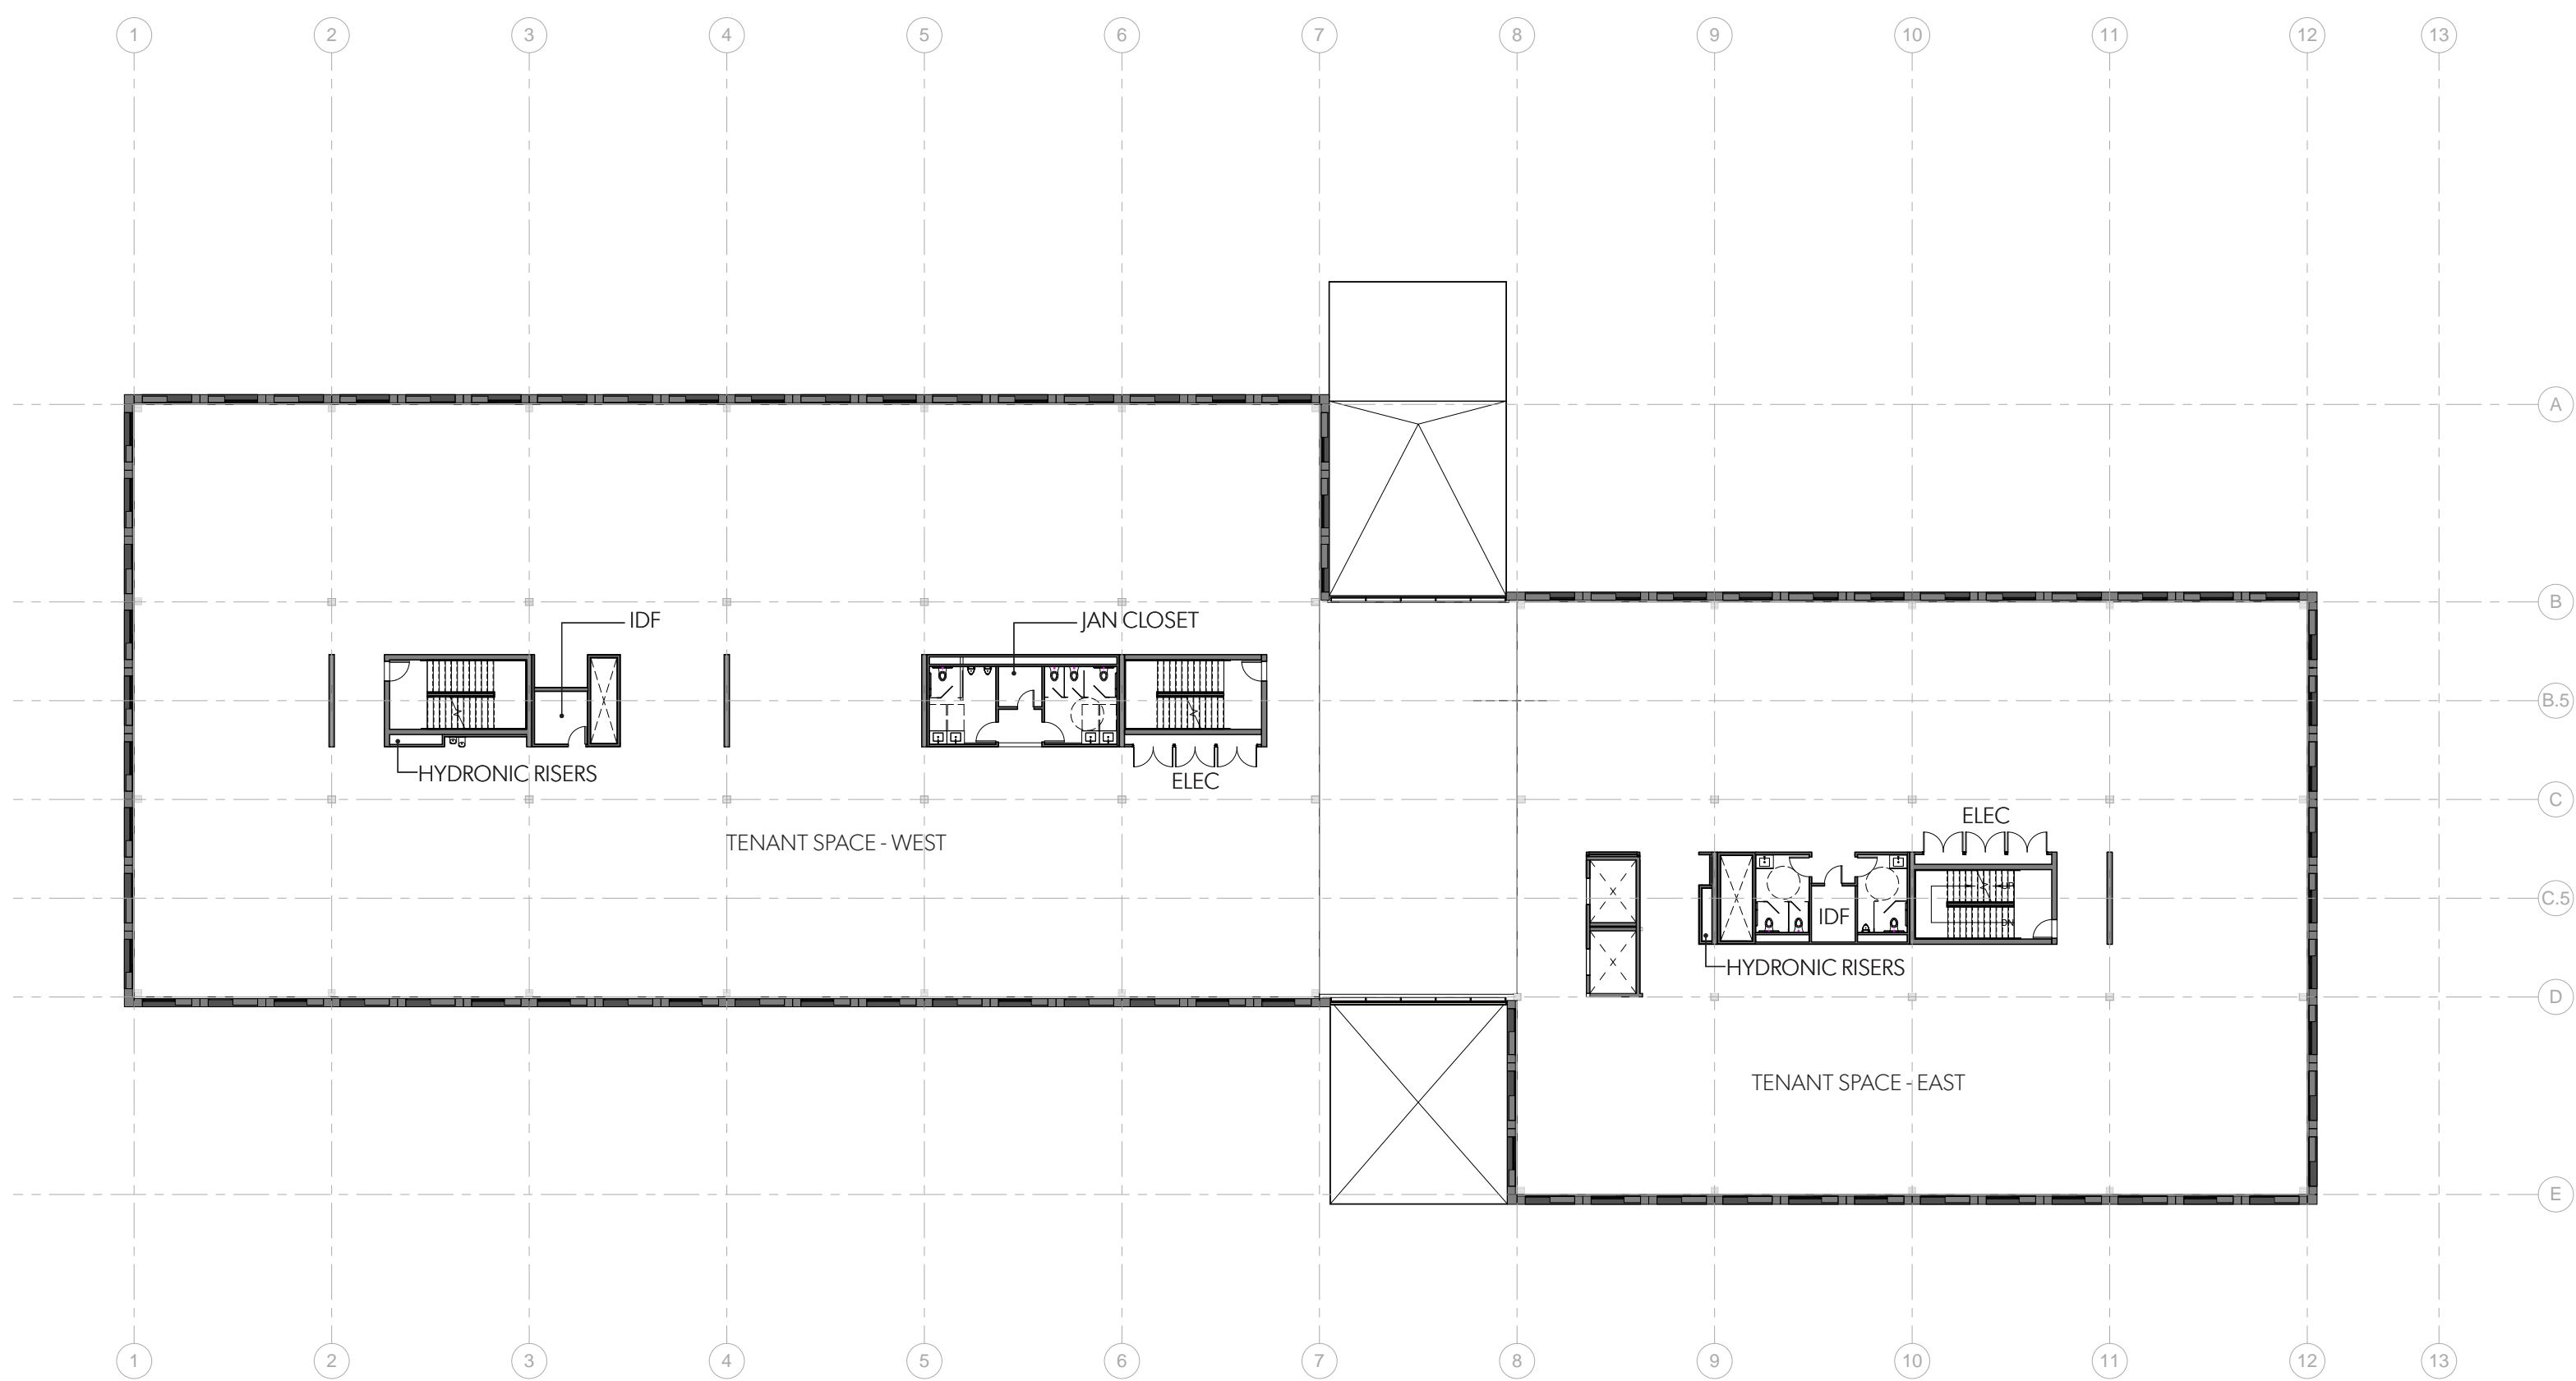 1 2 3 4 5 6 7 8 9 10 11 12 13
A
B
IDF
JAN CLOSET
B.5
HYDRONIC RISERS
ELEC
C
ELEC
TENANT SPACE - WEST
UP
C.5
IDF
DN
HYDRONIC RISERS
D
TENANT SPACE - EAST
E
1 2 3 4 5 6 7 8 9 10 11 12 13